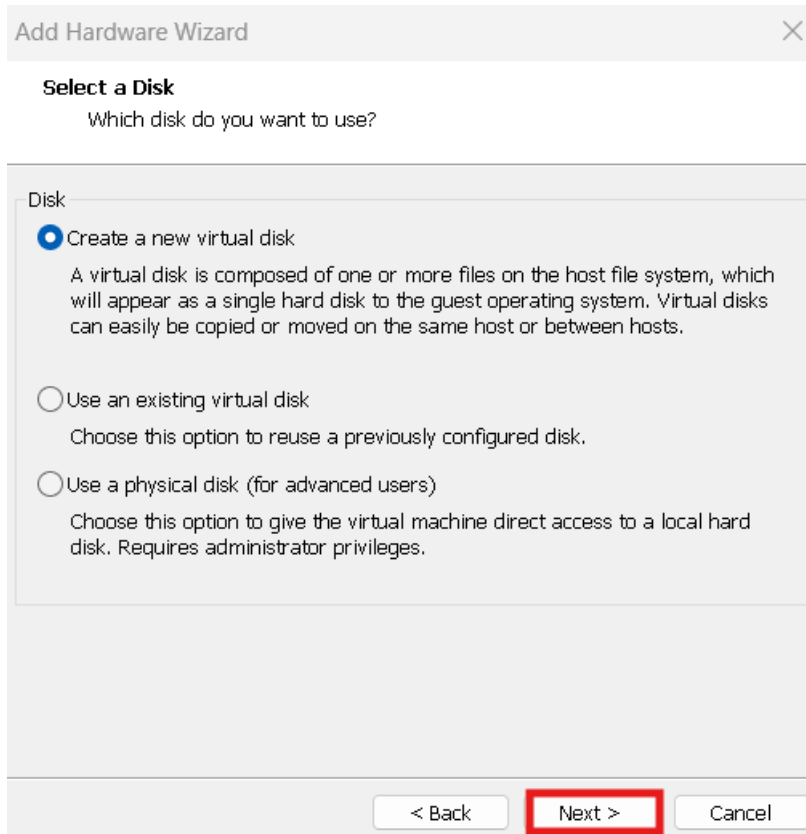 Add Hardware Wizard
Select a Disk
Which disk do you want to use?
Disk
Create a new virtual disk
A virtual disk is composed of one or more files on the host file system, which
will appear as a single hard disk to the guest operating system. Virtual disks
can easily be copied or moved on the same host or between hosts.
Use an existing virtual disk
Choose this option to reuse a previously configured disk.
Use a physical disk (for advanced users)
Choose this option to give the virtual machine direct access to a local hard
disk. Requires administrator privileges.
< Back Next > Cancel